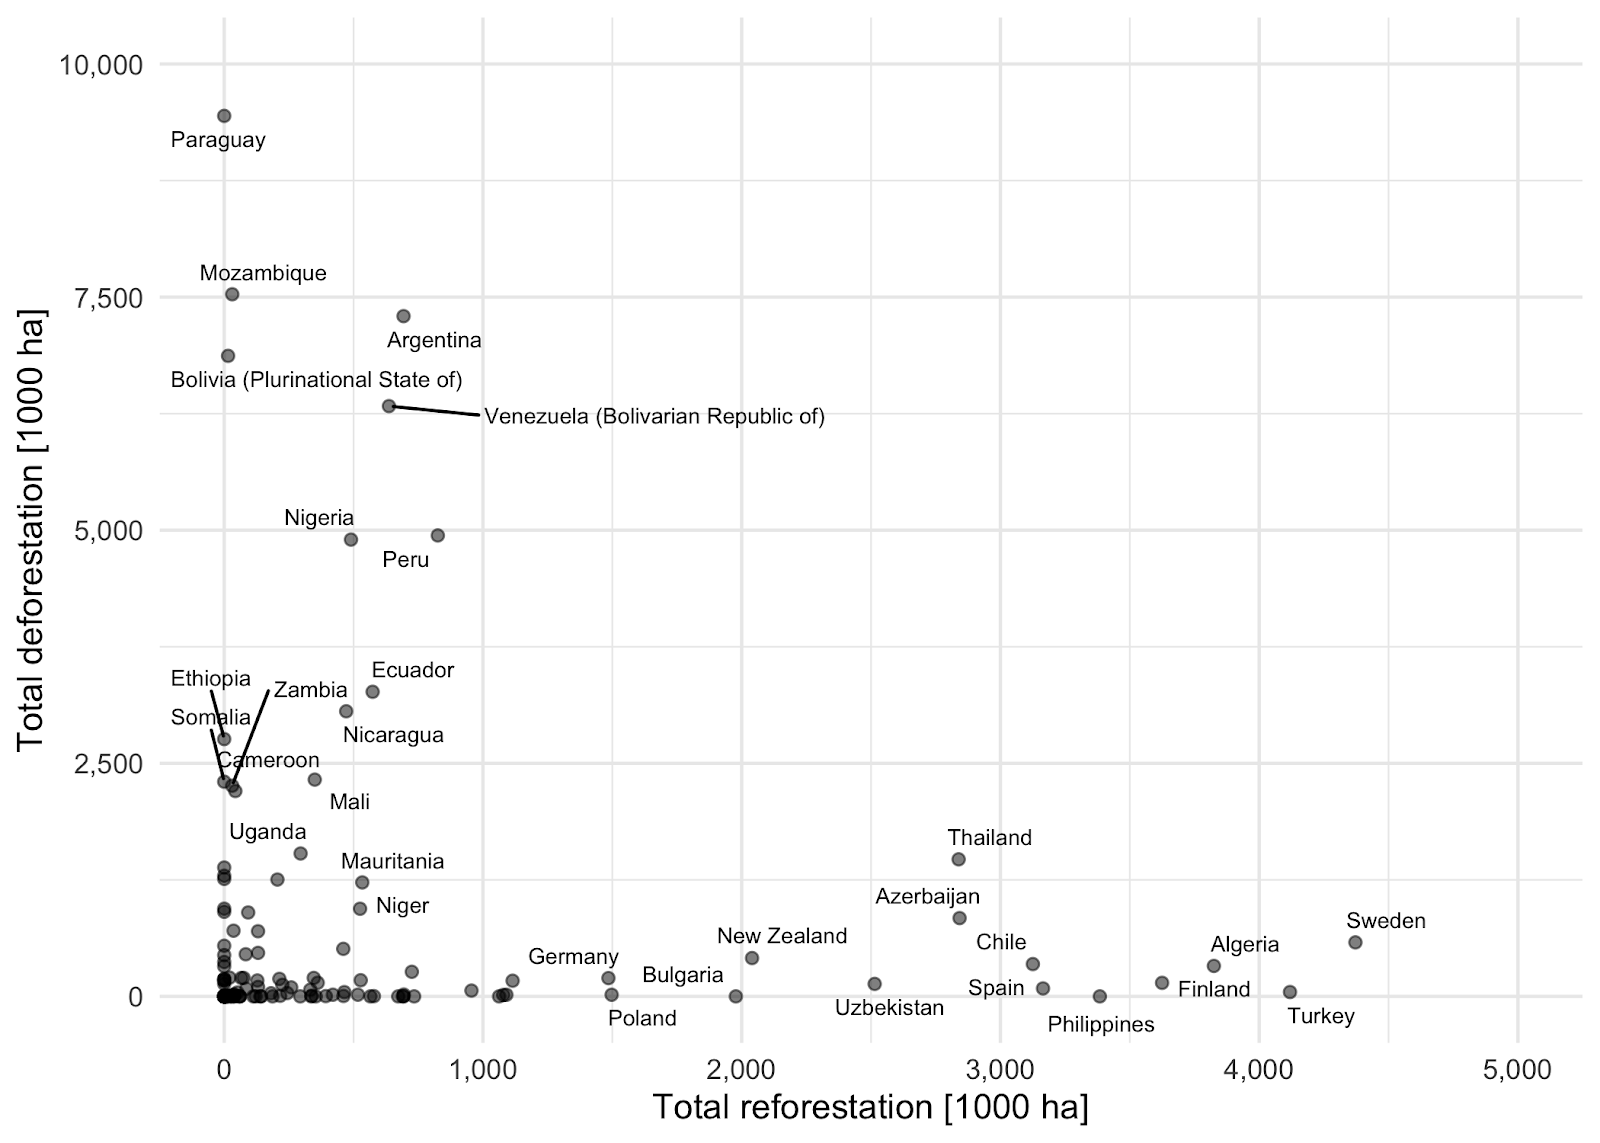 10,000
Paraguay
Mozambique
7,500
Argentina
Bolivia (Plurinational State of)
Venezuela (Bolivarian Republic of)
Nigeria
5,000
Peru
Ecuador
Ethiopia
Zambia
Somalia
Nicaragua
2,500
Cameroon
Mali
Uganda
Thailand
Mauritania
Azerbaijan
Niger
Sweden
New Zealand
Chile
Algeria
Germany
Bulgaria
Spain
Finland
0
Uzbekistan
Poland
Philippines
Turkey
0 1,000 2,000 3,000 4,000 5,000
Total reforestation [1000 ha]
Total deforestation [1000 ha]